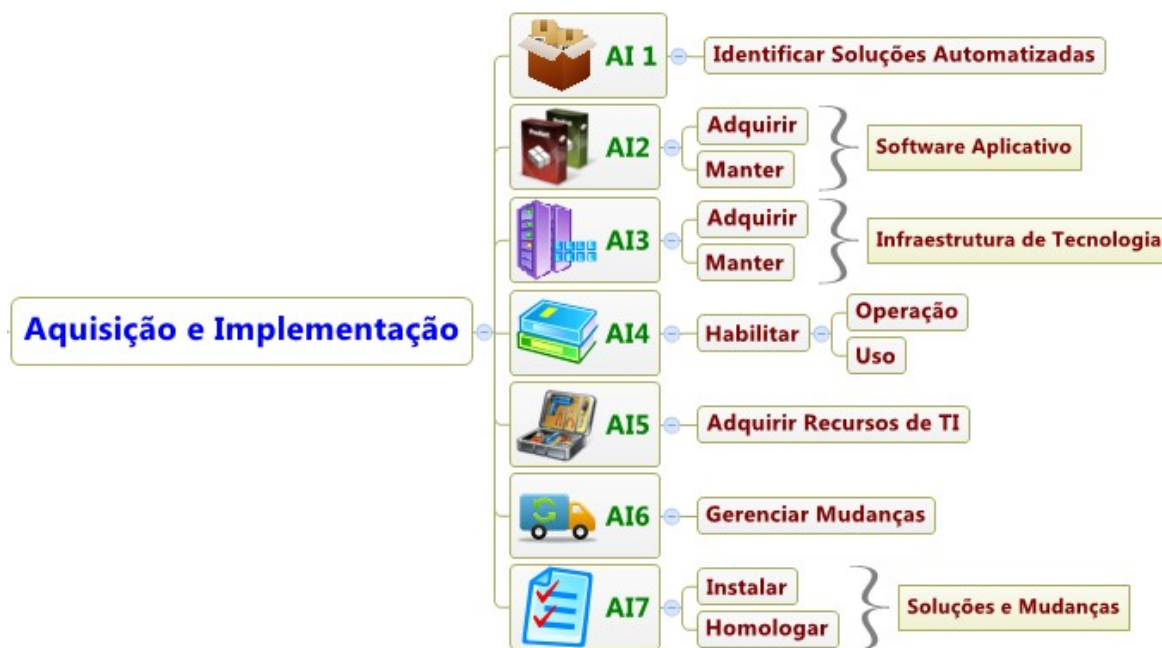 AI 1
Identificar Soluções Automatizadas
AI2
Adquirir
Manter
Software Aplicativo
AI3
Adquirir
Manter
Infraestrutura de Tecnologia
Aquisição e Implementação
AI4
Habilitar
Operação
Uso
AI5
Adquirir Recursos de TI
AI6
Gerenciar Mudanças
AI7
Instalar
Homologar
Soluções e Mudanças